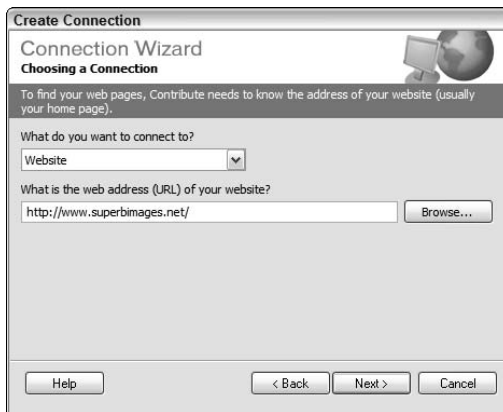 Create Connection
Connection Wizard
Choosing a Connection
To find your web pages, Contribute needs to know the address of your website (usually
your home page).
What do you want to connect to?
Website
What is the web address (URL) of your website?
http://www.superbimages.net/
Browse...
Help
< Back
Next >
Cancel